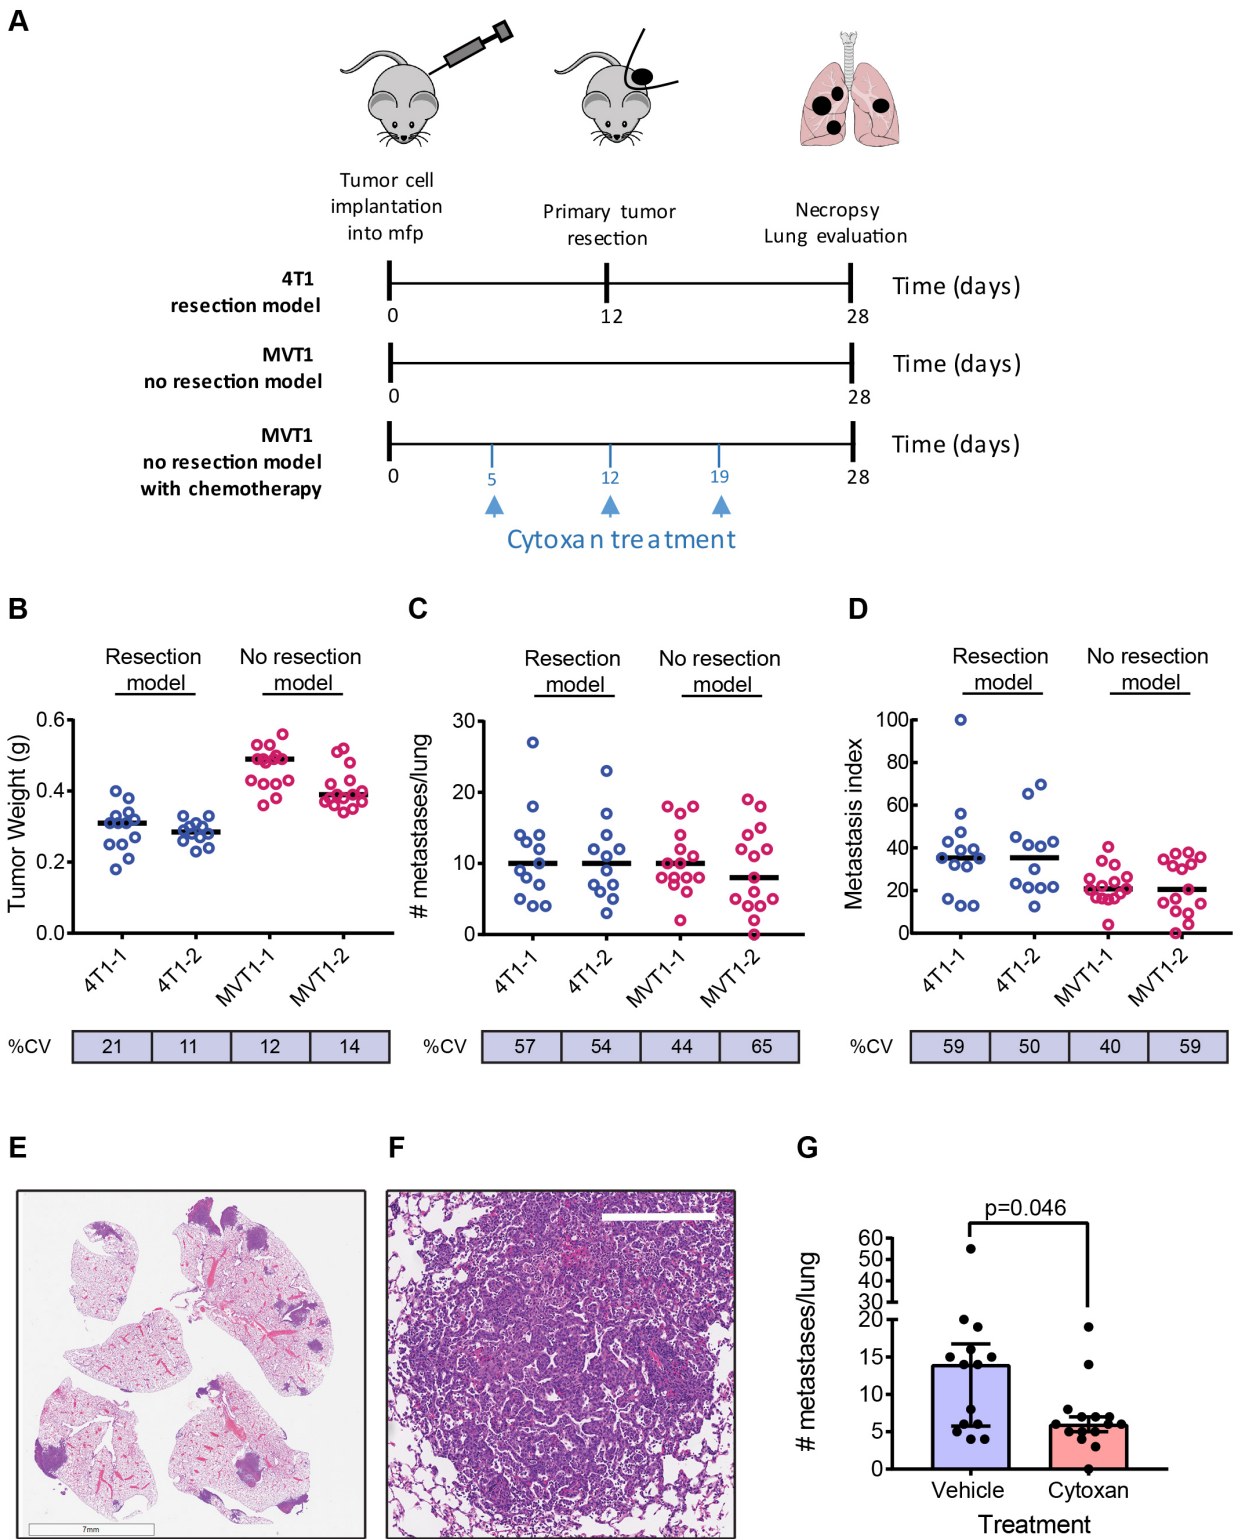 A
Tumor cell
implantation
into mfp
Primary tumor
resection
Necropsy
Lung evaluation
4T1
resection model
0
12
28
Time (days)
MVT1
no resection model
0
28
Time (days)
MVT1
no resection model
with chemotherapy
0
5
12
19
28
Time (days)
Cytoxan treatment
B
Resection
model
No resection
model
Tumor Weight (g)
0.6
0.4
0.2
0.0
4T1-1
4T1-2
MVT1-1
MVT1-2
%CV
21
11
12
14
C
Resection
model
No resection
model
# metastases/lung
30
20
10
0
4T1-1
4T1-2
MVT1-1
MVT1-2
%CV
57
54
44
65
D
Resection
model
No resection
model
Metastasis index
100
80
60
40
20
0
4T1-1
4T1-2
MVT1-1
MVT1-2
%CV
59
50
40
59
E
7mm
F
G
p=0.046
# metastases/lung
60
50
40
30
20
15
10
5
0
Vehicle
Cytoxan
Treatment